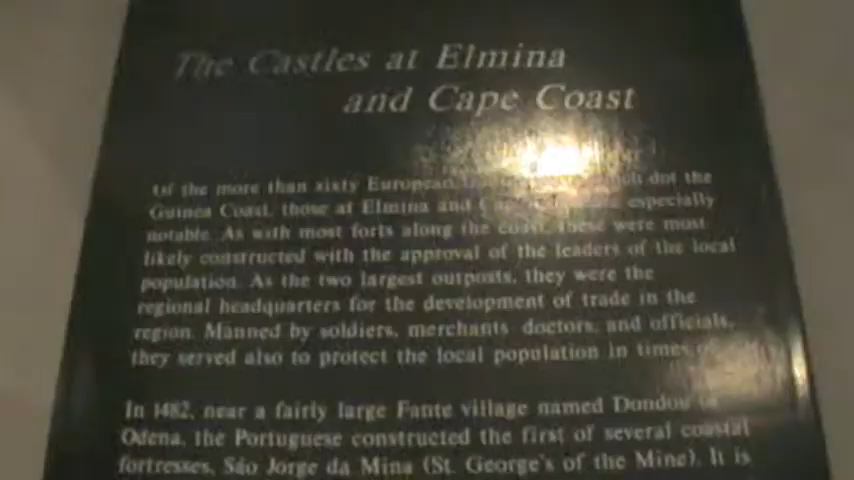 The Castles at Elmina
and Cape Coast
Of the more than sixty European which dot the
Guinea Coast, those at Elmina and especially
notable. As with most forts along the coast, these were most
likely constructed with the approval of the leaders of the local
population. As the two largest outposts, they were the
regional headquarters for the development of trade in the
region. Manned by soldiers, merchants, doctors, and officials,
they served also to protect the local population in times
In 1482, near a fairly large Fante village named Dondou
Odena, the Portuguese constructed the first of several coastal
fortresses, São Jorge da Mina (St. George's of the Mine). It is